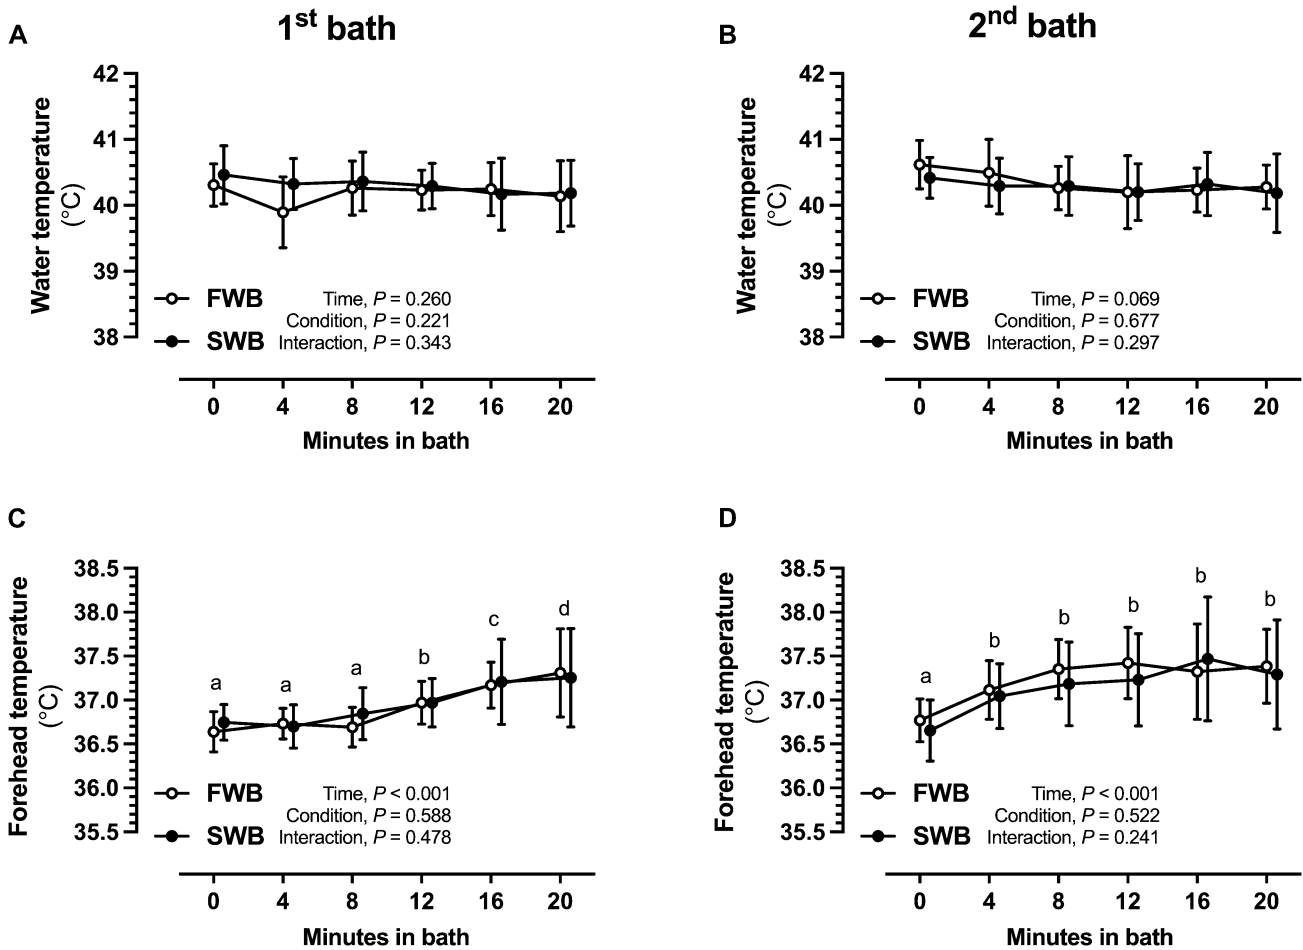 1st bath
2nd bath
A
Water temperature
(°C)
42
41
40
39
38
FWB
SWB
Time, P = 0.260
Condition, P = 0.221
Interaction, P = 0.343
0 4 8 12 16 20
Minutes in bath
B
Water temperature
(°C)
42
41
40
39
38
FWB
SWB
Time, P = 0.069
Condition, P = 0.677
Interaction, P = 0.297
0 4 8 12 16 20
Minutes in bath
C
Forehead temperature
(°C)
38.5
38.0
37.5
37.0
36.5
36.0
35.5
a a a b c d
FWB
SWB
Time, P < 0.001
Condition, P = 0.588
Interaction, P = 0.478
0 4 8 12 16 20
Minutes in bath
D
Forehead temperature
(°C)
38.5
38.0
37.5
37.0
36.5
36.0
35.5
a b b b b b
FWB
SWB
Time, P < 0.001
Condition, P = 0.522
Interaction, P = 0.241
0 4 8 12 16 20
Minutes in bath